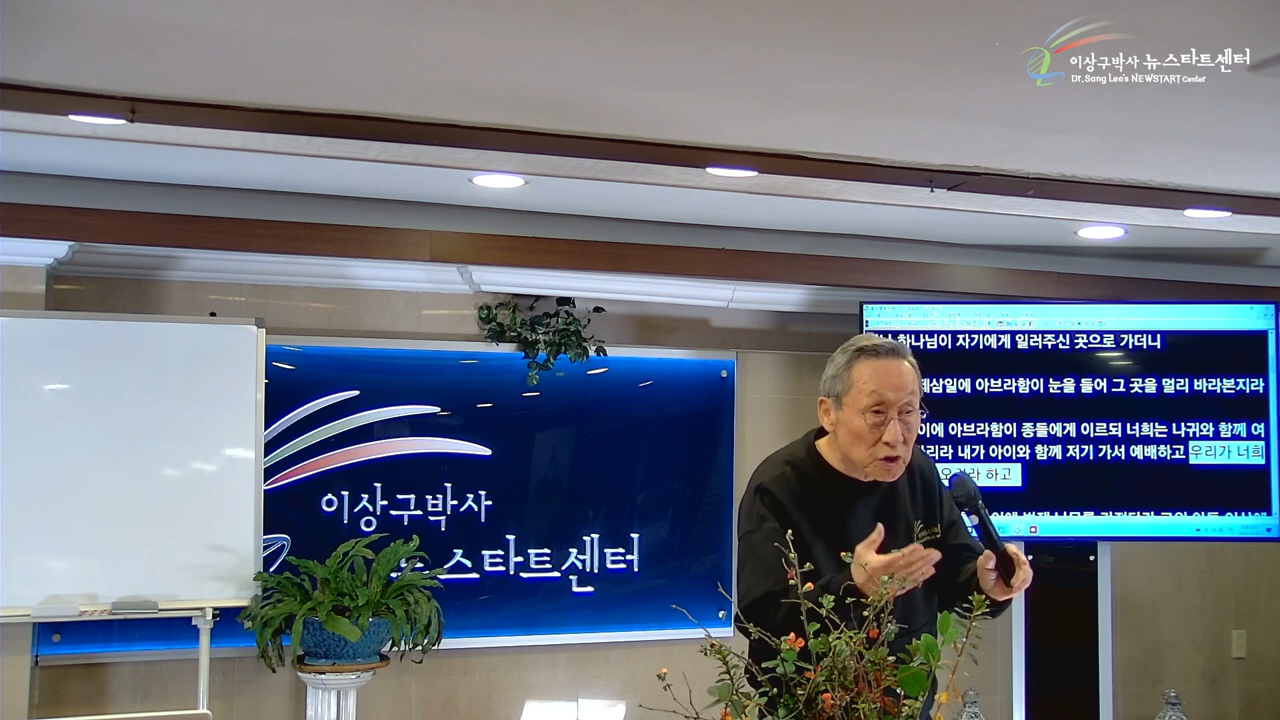 이상구박사 뉴스타트센터
Dr. Sang Lee's NEWSTART Center
하나님이 자기에게 일러주신 곳으로 가더니
제삼일에 아브라함이 눈을 들어 그 곳을 멀리 바라본지라
이에 아브라함이 종들에게 이르되 너희는 나귀와 함께 여
내가 아이와 함께 저기 가서 예배하고 우리가 너희
오리라 하고
이상구박사
뉴스타트센터